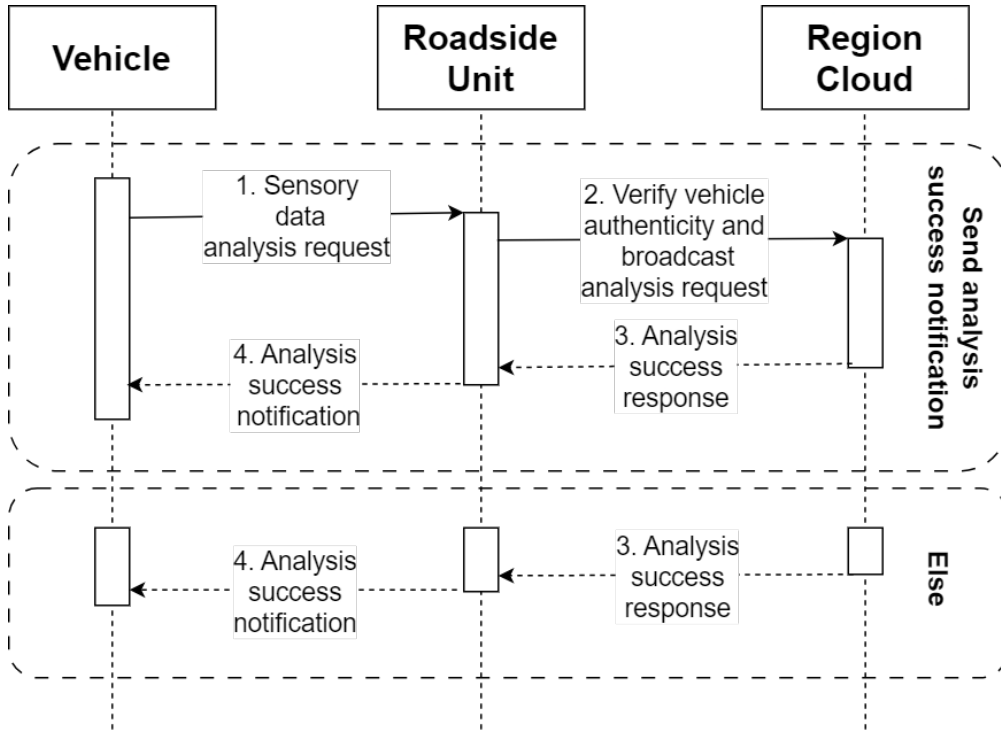 Vehicle
Roadside
Unit
Region
Cloud
1. Sensory
data
analysis request
2. Verify vehicle
authenticity and
broadcast
analysis request
3. Analysis
success
response
4. Analysis
success
notification
Send analysis
success notification
4. Analysis
success
notification
3. Analysis
success
response
Else